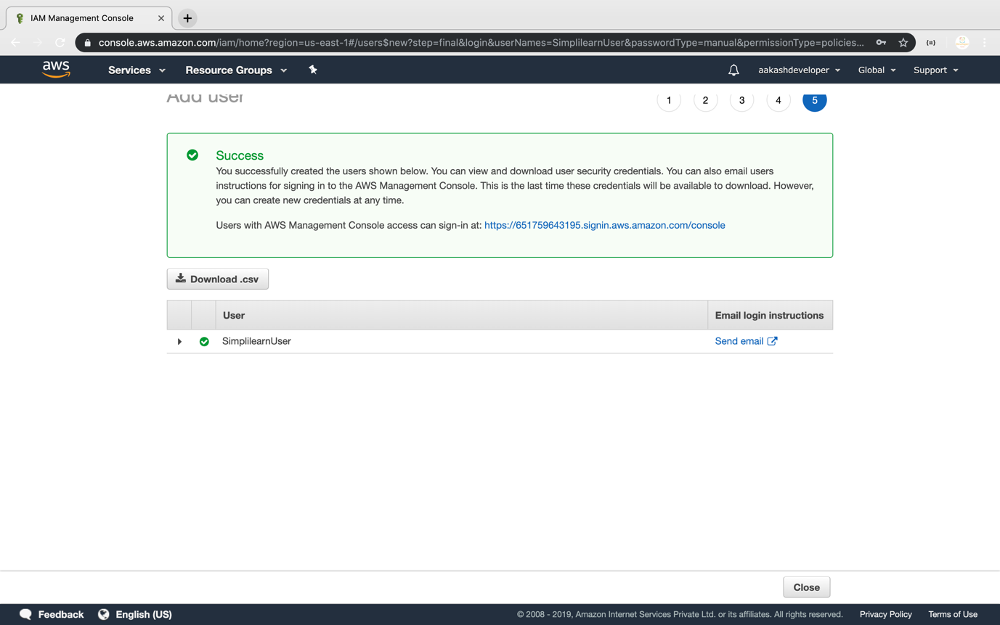 IAM Management Console
console.aws.amazon.com/iam/home?region=us-east-1#/users$new?step=final&login&userNames=SimplilearnUser&passwordType=manual&permissionType=policies...
aws Services Resource Groups aakashdeveloper Global Support
Add user 1 2 3 4 5
Success
You successfully created the users shown below. You can view and download user security credentials. You can also email users
instructions for signing in to the AWS Management Console. This is the last time these credentials will be available to download. However,
you can create new credentials at any time.
Users with AWS Management Console access can sign-in at: https://651759643195.signin.aws.amazon.com/console
Download .csv
User Email login instructions
SimplilearnUser Send email
Close
Feedback English (US) © 2008 - 2019, Amazon Internet Services Private Ltd. or its affiliates. All rights reserved. Privacy Policy Terms of Use